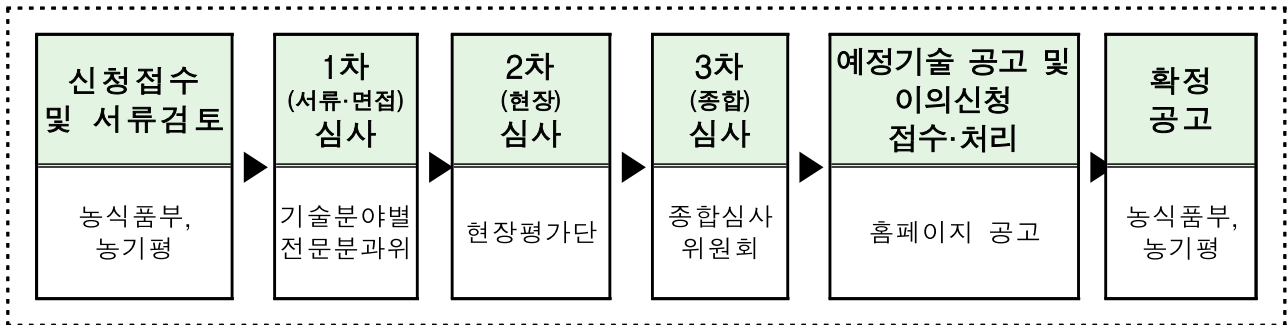 신청접수
및 서류검토
농식품부,
농기평
1차
(서류·면접)
심사
기술분야별
전문분과위
2차
(현장)
심사
현장평가단
3차
(종합)
심사
종합심사
위원회
예정기술 공고 및
이의신청
접수·처리
홈페이지 공고
확정
공고
농식품부,
농기평